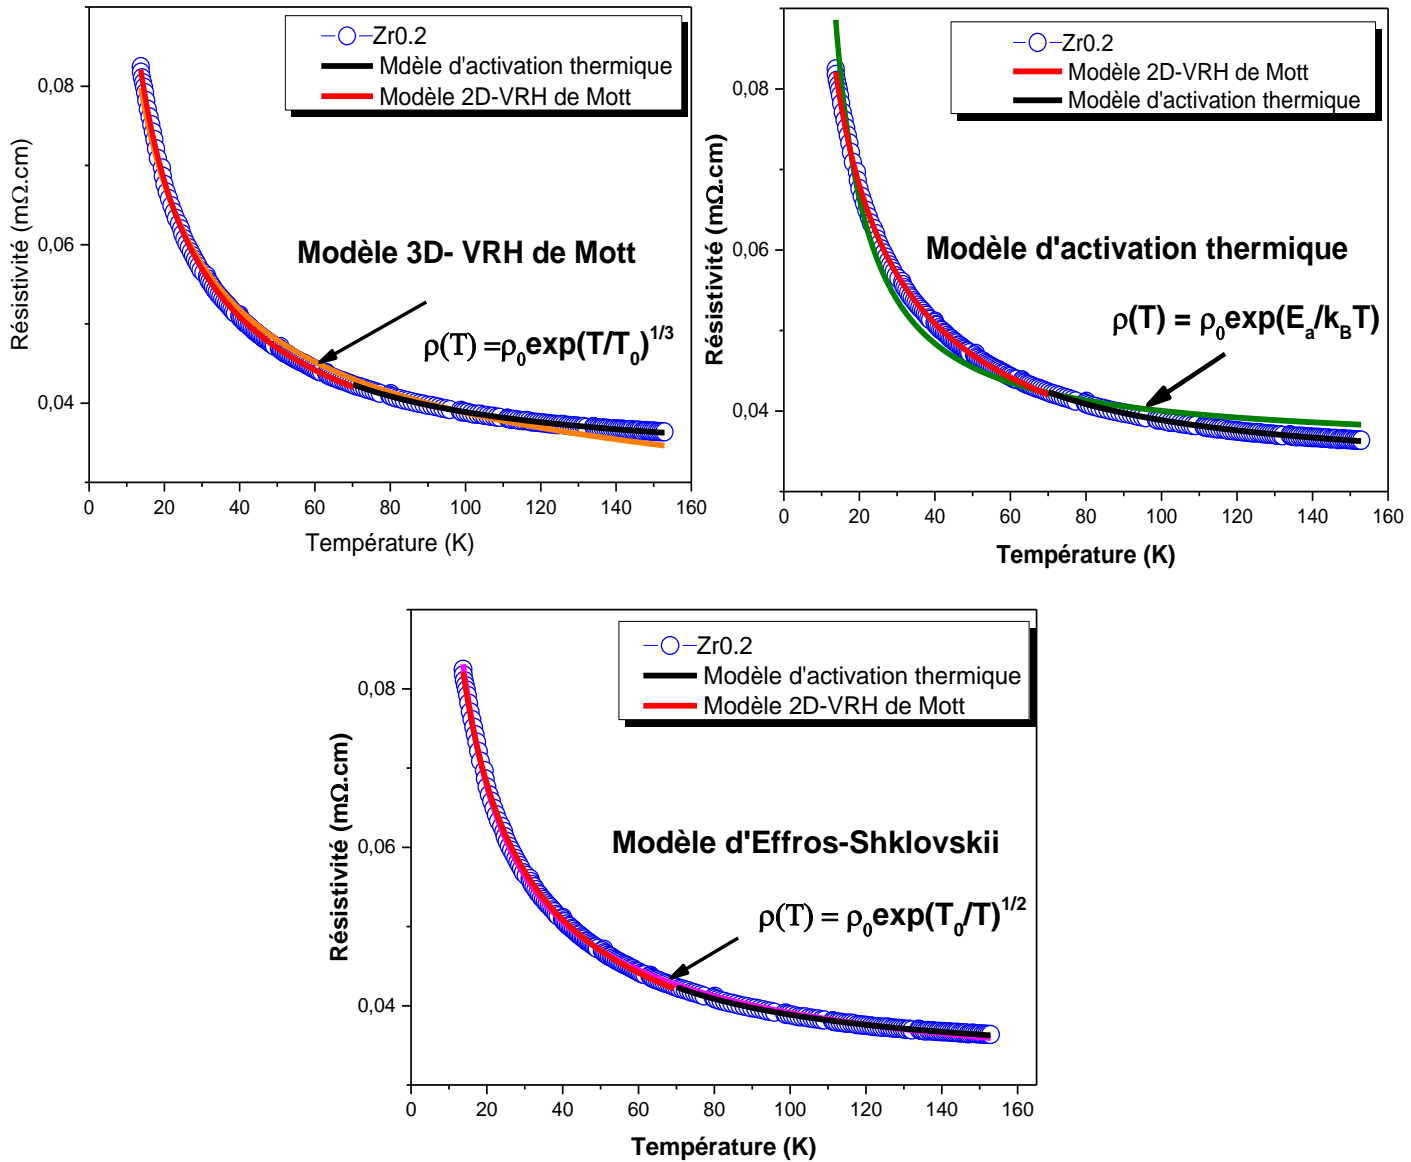 Zr0.2
Mdèle d'activation thermique
Modèle 2D-VRH de Mott
Résistivité (mΩ.cm)
0,08
0,06
0,04
Modèle 3D- VRH de Mott
ρ(T) =ρ0exp(T/T0)1/3
0 20 40 60 80 100 120 140 160
Température (K)
Zr0.2
Modèle 2D-VRH de Mott
Modèle d'activation thermique
Résistivité (mΩ.cm)
0,08
0,06
0,04
Modèle d'activation thermique
ρ(T) = ρ0exp(Ea/kBT)
0 20 40 60 80 100 120 140 160
Température (K)
Zr0.2
Modèle d'activation thermique
Modèle 2D-VRH de Mott
Résistivité (mΩ.cm)
0,08
0,06
0,04
Modèle d'Effros-Shklovskii
ρ(T) = ρ0exp(T0/T)1/2
0 20 40 60 80 100 120 140 160
Température (K)